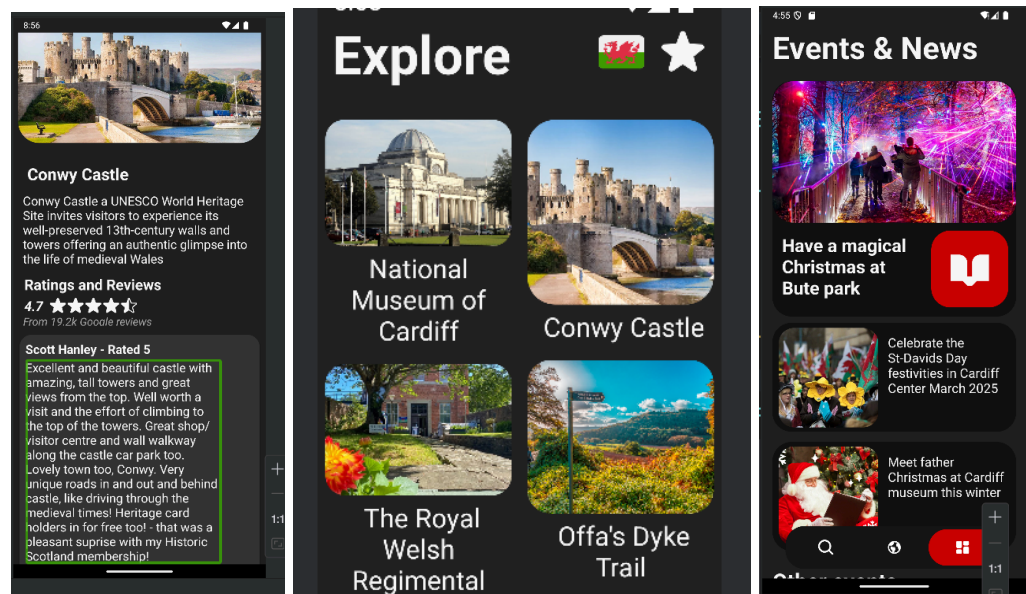 8:56
Conwy Castle
Conwy Castle a UNESCO World Heritage
Site invites visitors to experience its
well-preserved 13th-century walls and
towers offering an authentic glimpse into
the life of medieval Wales
Ratings and Reviews
4.7
From 19.2k Google reviews
Scott Hanley - Rated 5
Excellent and beautiful castle with
amazing, tall towers and great
views from the top. Well worth a
visit and the effort of climbing to
the top of the towers. Great shop/
visitor centre and wall walkway
along the castle car park too.
Lovely town too, Conwy. Very
unique roads in and out and behind
castle, like driving through the
medieval times! Heritage card
holders in for free too! - that was a
pleasant suprise with my Historic
Scotland membership!
1:1
Explore
National
Museum of
Cardiff
Conwy Castle
The Royal
Welsh
Regimental
Offa's Dyke
Trail
4:55
Events & News
Have a magical
Christmas at
Bute park
Celebrate the
St-Davids Day
festivities in Cardiff
Center March 2025
Meet father
Christmas at Cardiff
museum this winter
1:1
Other events